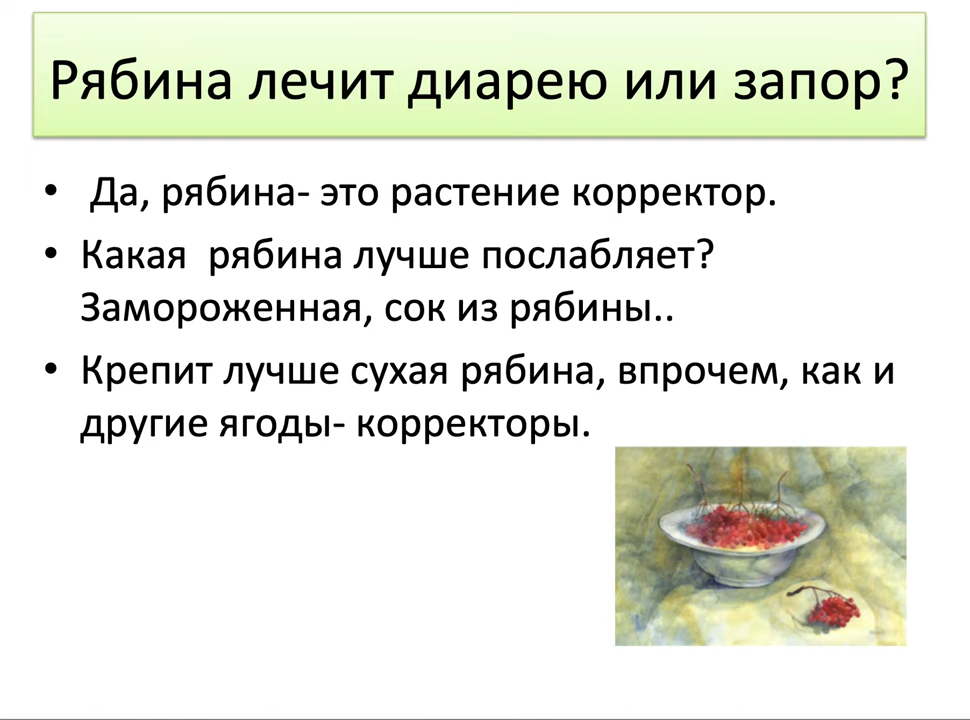 Рябина лечит диарею или запор?
• Да, рябина- это растение корректор.
• Какая рябина лучше послабляет?
Замороженная, сок из рябины..
• Крепит лучше сухая рябина, впрочем, как и
другие ягоды- корректоры.